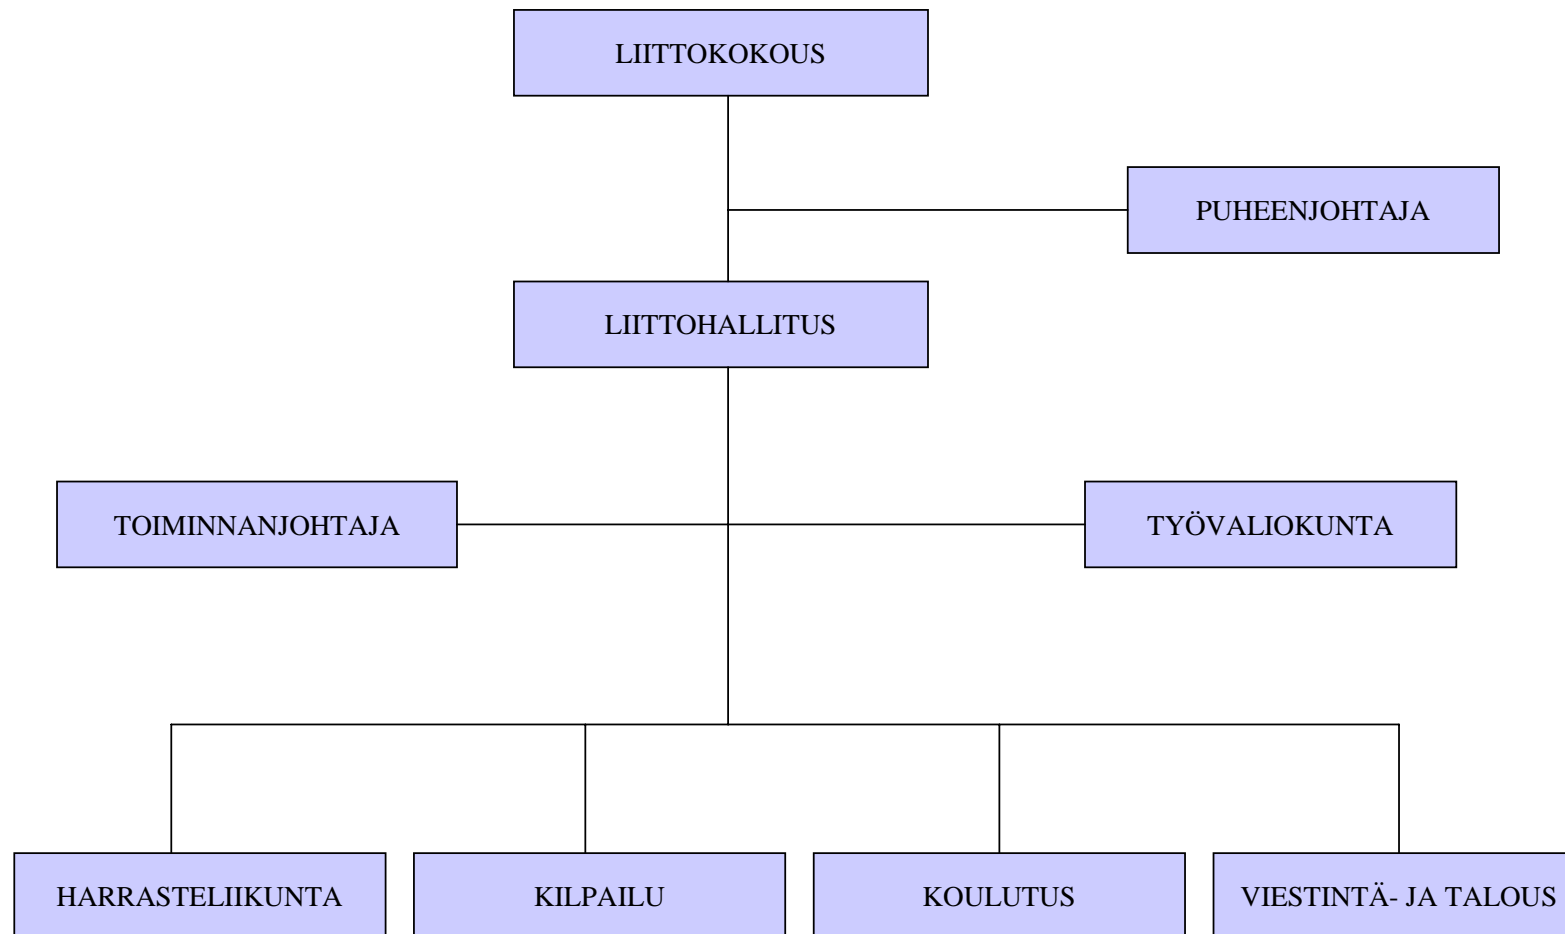 LIITTOKOKOUS
PUHEENJOHTAJA
LIITTOHALLITUS
TOIMINNANJOHTAJA
TYÖVALIOKUNTA
HARRASTELIIKUNTA
KILPAILU
KOULUTUS
VIESTINTÄ- JA TALOUS